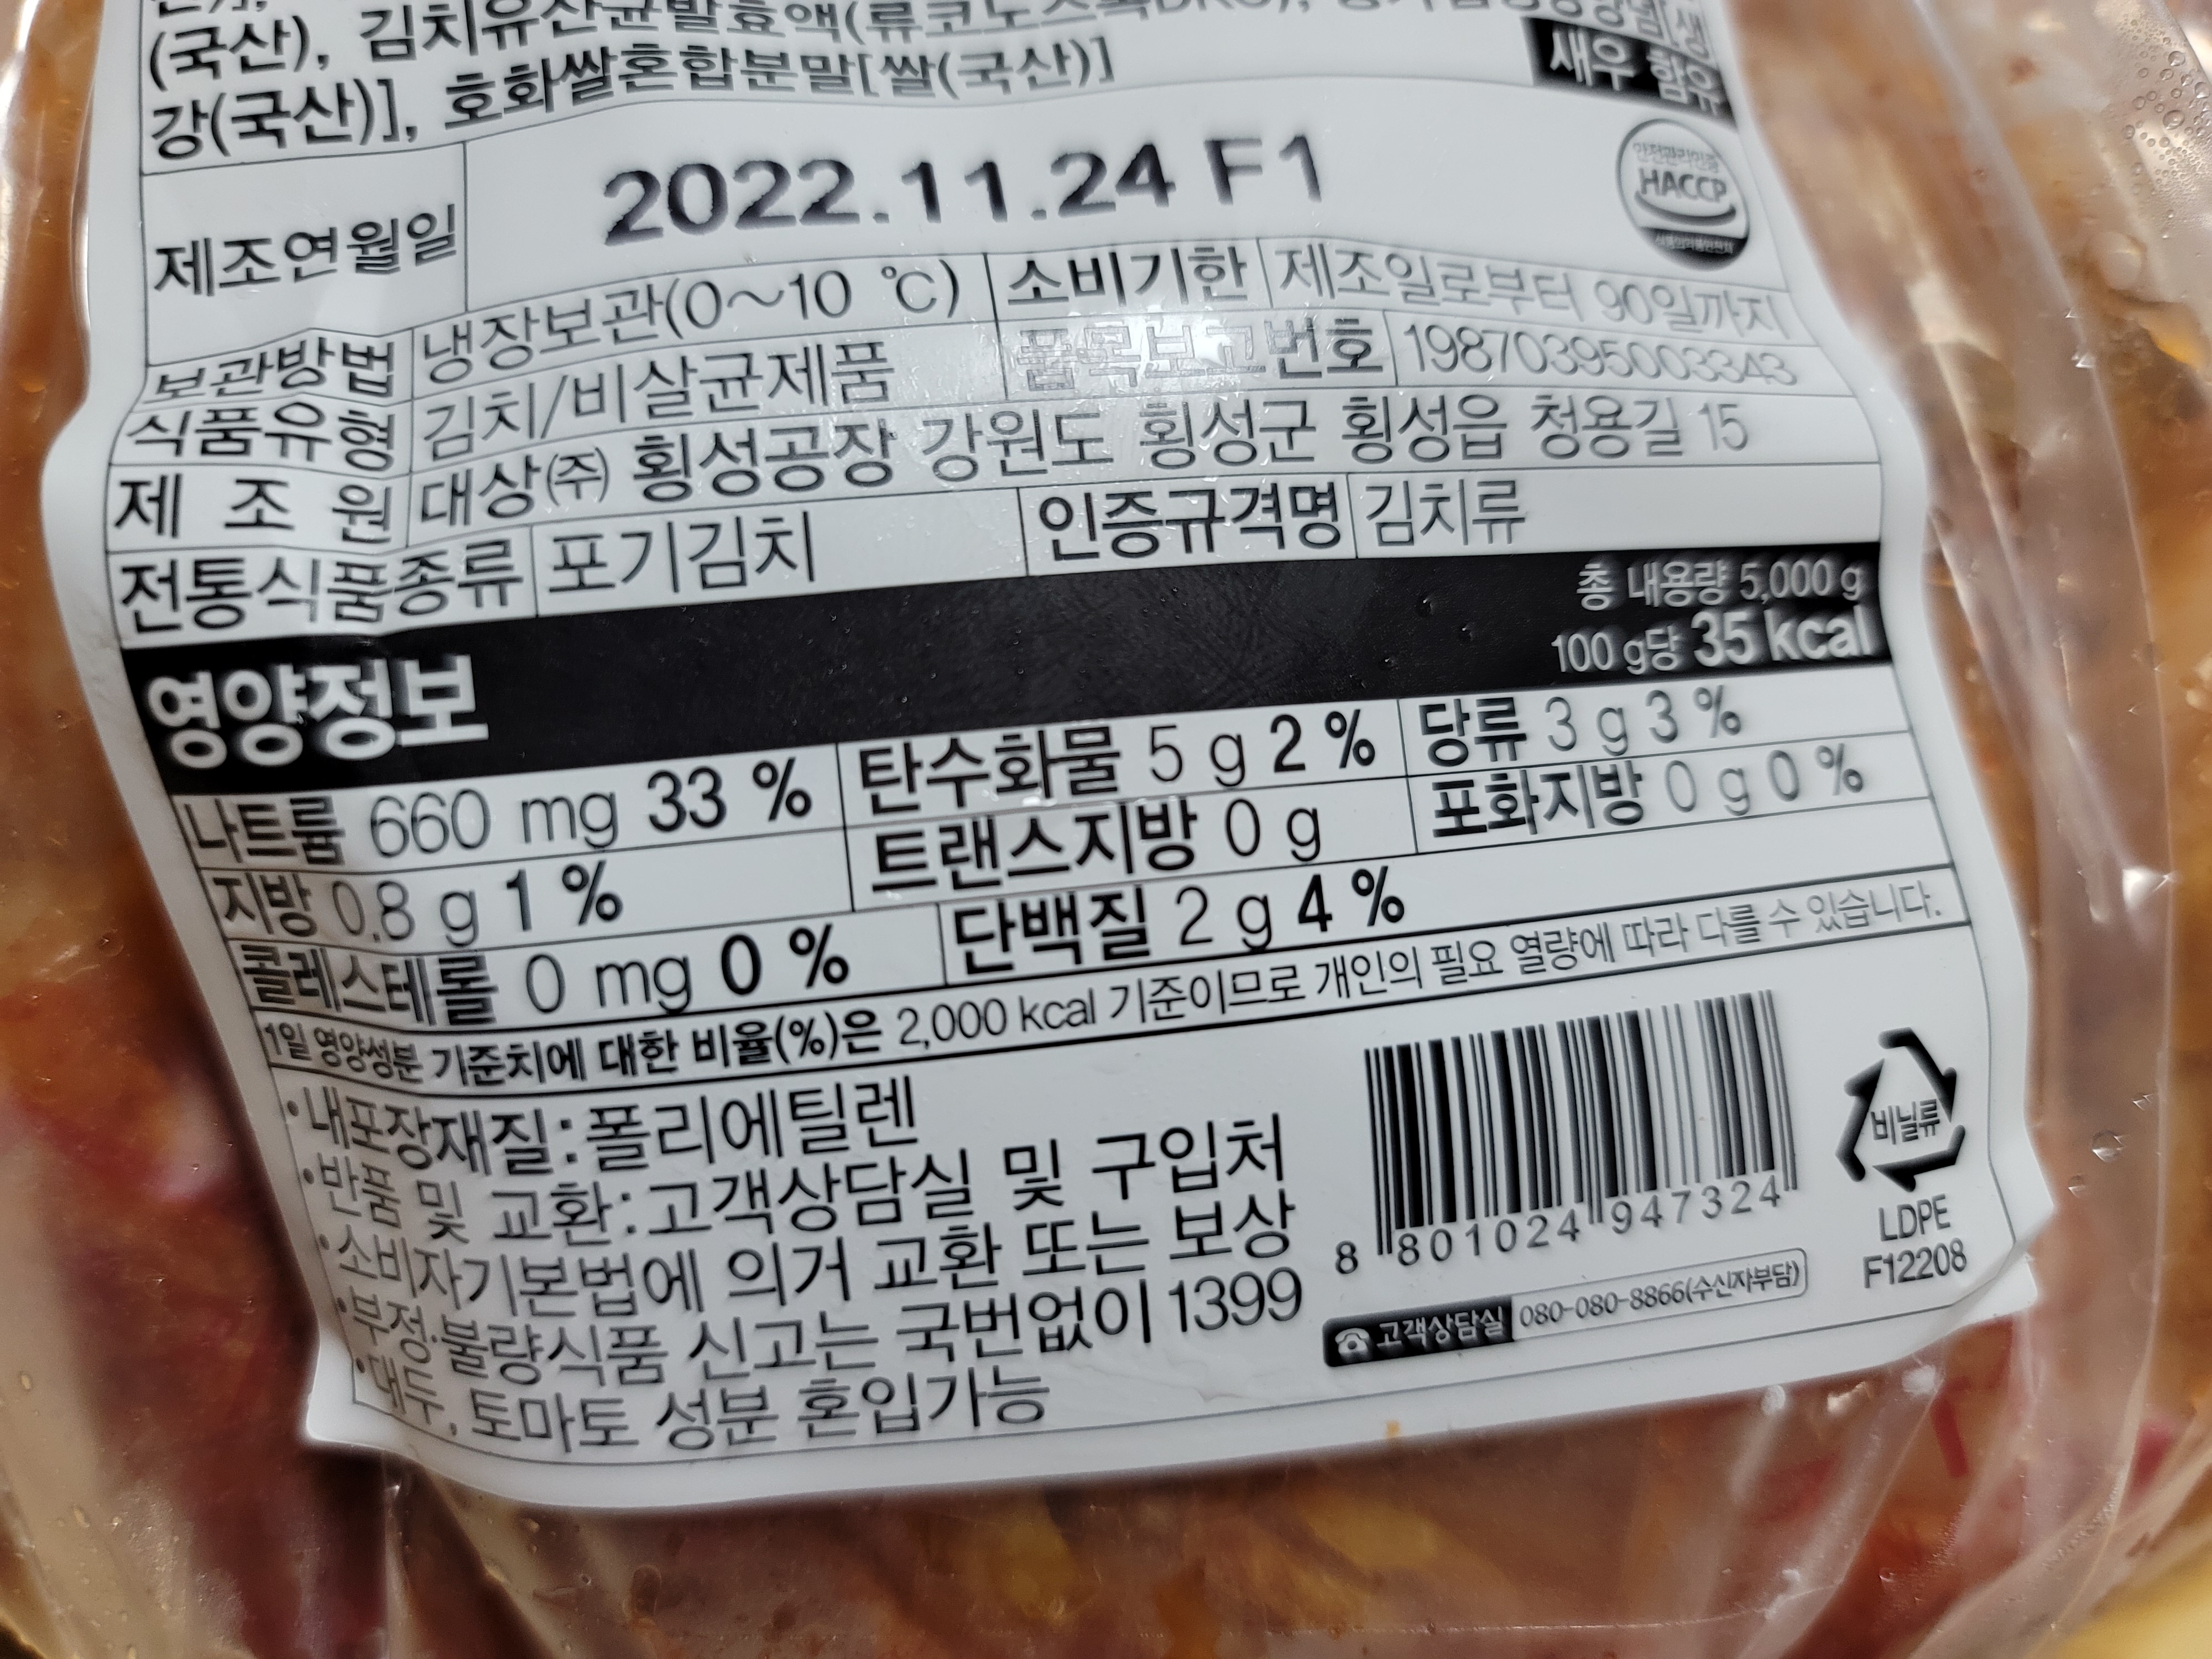 (국산), 김치유산균발효액(류코노스톡
강(국산)], 호화쌀혼합분말[쌀(국산)]
새우 함유
제조연월일 2022.11.24 F1
안전관리인증
HACCP
식품의약품안전처
보관방법 냉장보관(0~10 ℃) 소비기한 제조일로부터 90일까지
식품유형 김치/비살균제품 품목보고번호 19870395003343
제 조 원 대상(주) 횡성공장 강원도 횡성군 횡성읍 청용길 15
전통식품종류 포기김치 인증규격명 김치류
영양정보
총 내용량 5,000 g
100 g당 35 kcal
나트륨 660 mg 33 % 탄수화물 5 g 2 % 당류 3 g 3 %
지방 0.8 g 1 % 트랜스지방 0 g 포화지방 0 g 0 %
콜레스테롤 0 mg 0 % 단백질 2 g 4 %
1일 영양성분 기준치에 대한 비율(%)은 2,000 kcal 기준이므로 개인의 필요 열량에 따라 다를 수 있습니다.
•내포장재질:폴리에틸렌
•반품 및 교환:고객상담실 및 구입처
•소비자기본법에 의거 교환 또는 보상
•부정·불량식품 신고는 국번없이 1399
•대두, 토마토 성분 혼입가능
8 801024 947324
비닐류
LDPE
F12208
☎ 고객상담실 080-080-8866(수신자부담)